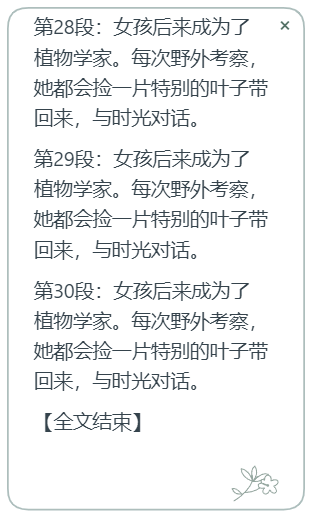 第28段：女孩后来成为了
植物学家。每次野外考察，
她都会捡一片特别的叶子带
回来，与时光对话。
第29段：女孩后来成为了
植物学家。每次野外考察，
她都会捡一片特别的叶子带
回来，与时光对话。
第30段：女孩后来成为了
植物学家。每次野外考察，
她都会捡一片特别的叶子带
回来，与时光对话。
【全文结束】